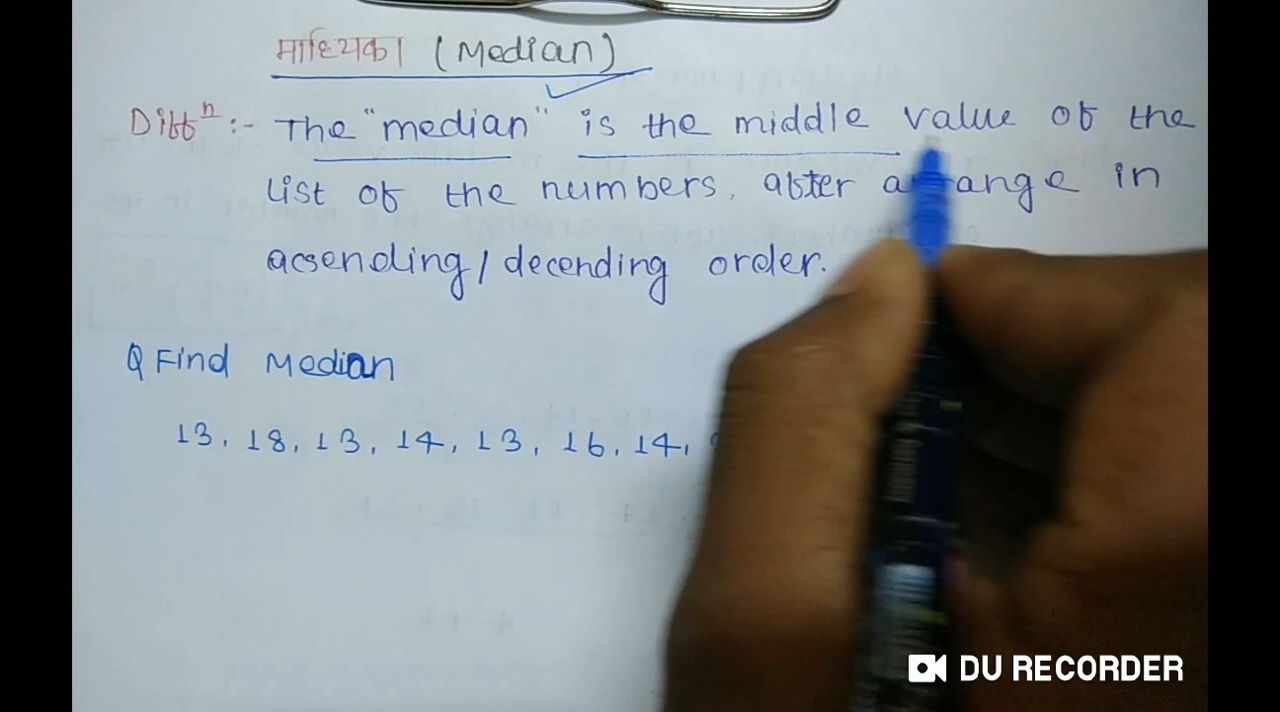 माध्यिका (Median)
Diffⁿ :- The "median" is the middle value of the
list of the numbers, after arrange in
acsending / decending order.
Q Find Median
13, 18, 13, 14, 13, 16, 14,
DU RECORDER